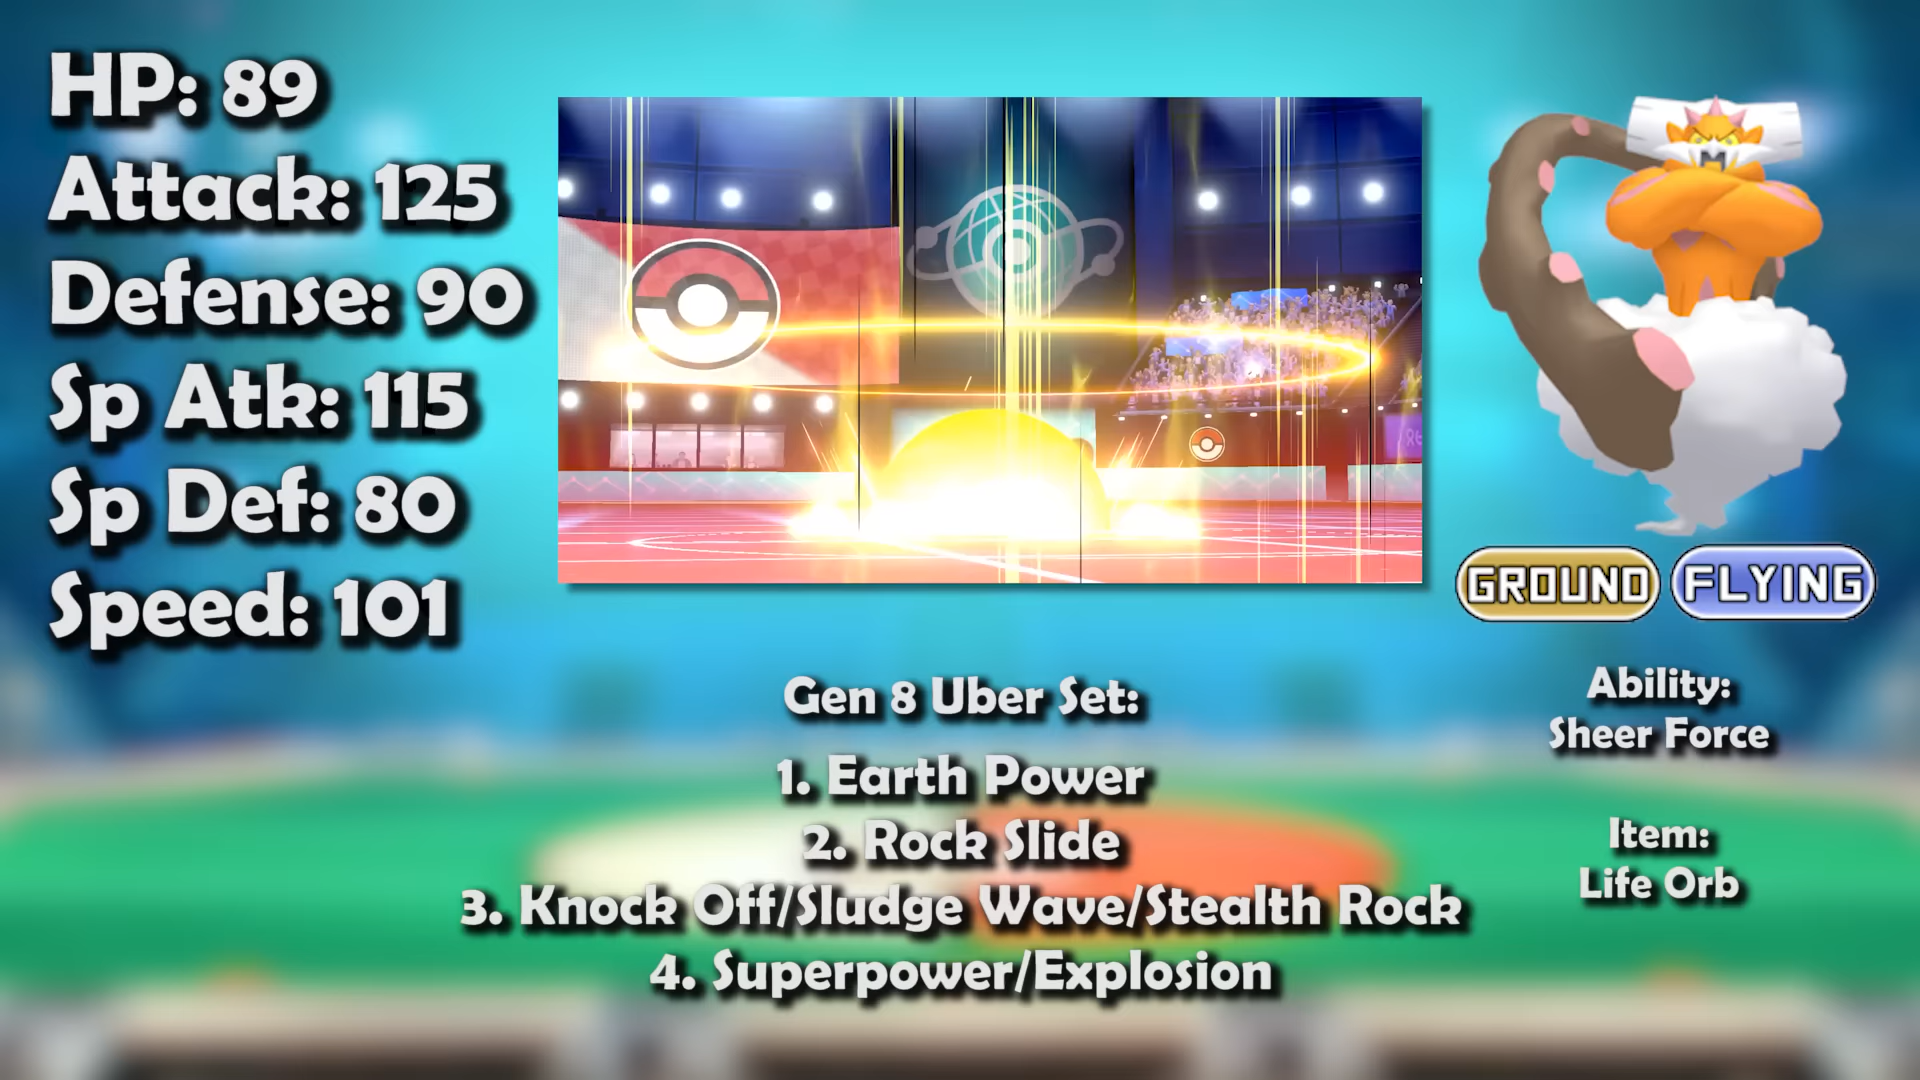 HP: 89
Attack: 125
Defense: 90
Sp Atk: 115
Sp Def: 80
Speed: 101
GROUND FLYING
Gen 8 Uber Set:
1. Earth Power
2. Rock Slide
3. Knock Off/Sludge Wave/Stealth Rock
4. Superpower/Explosion
Ability:
Sheer Force
Item:
Life Orb